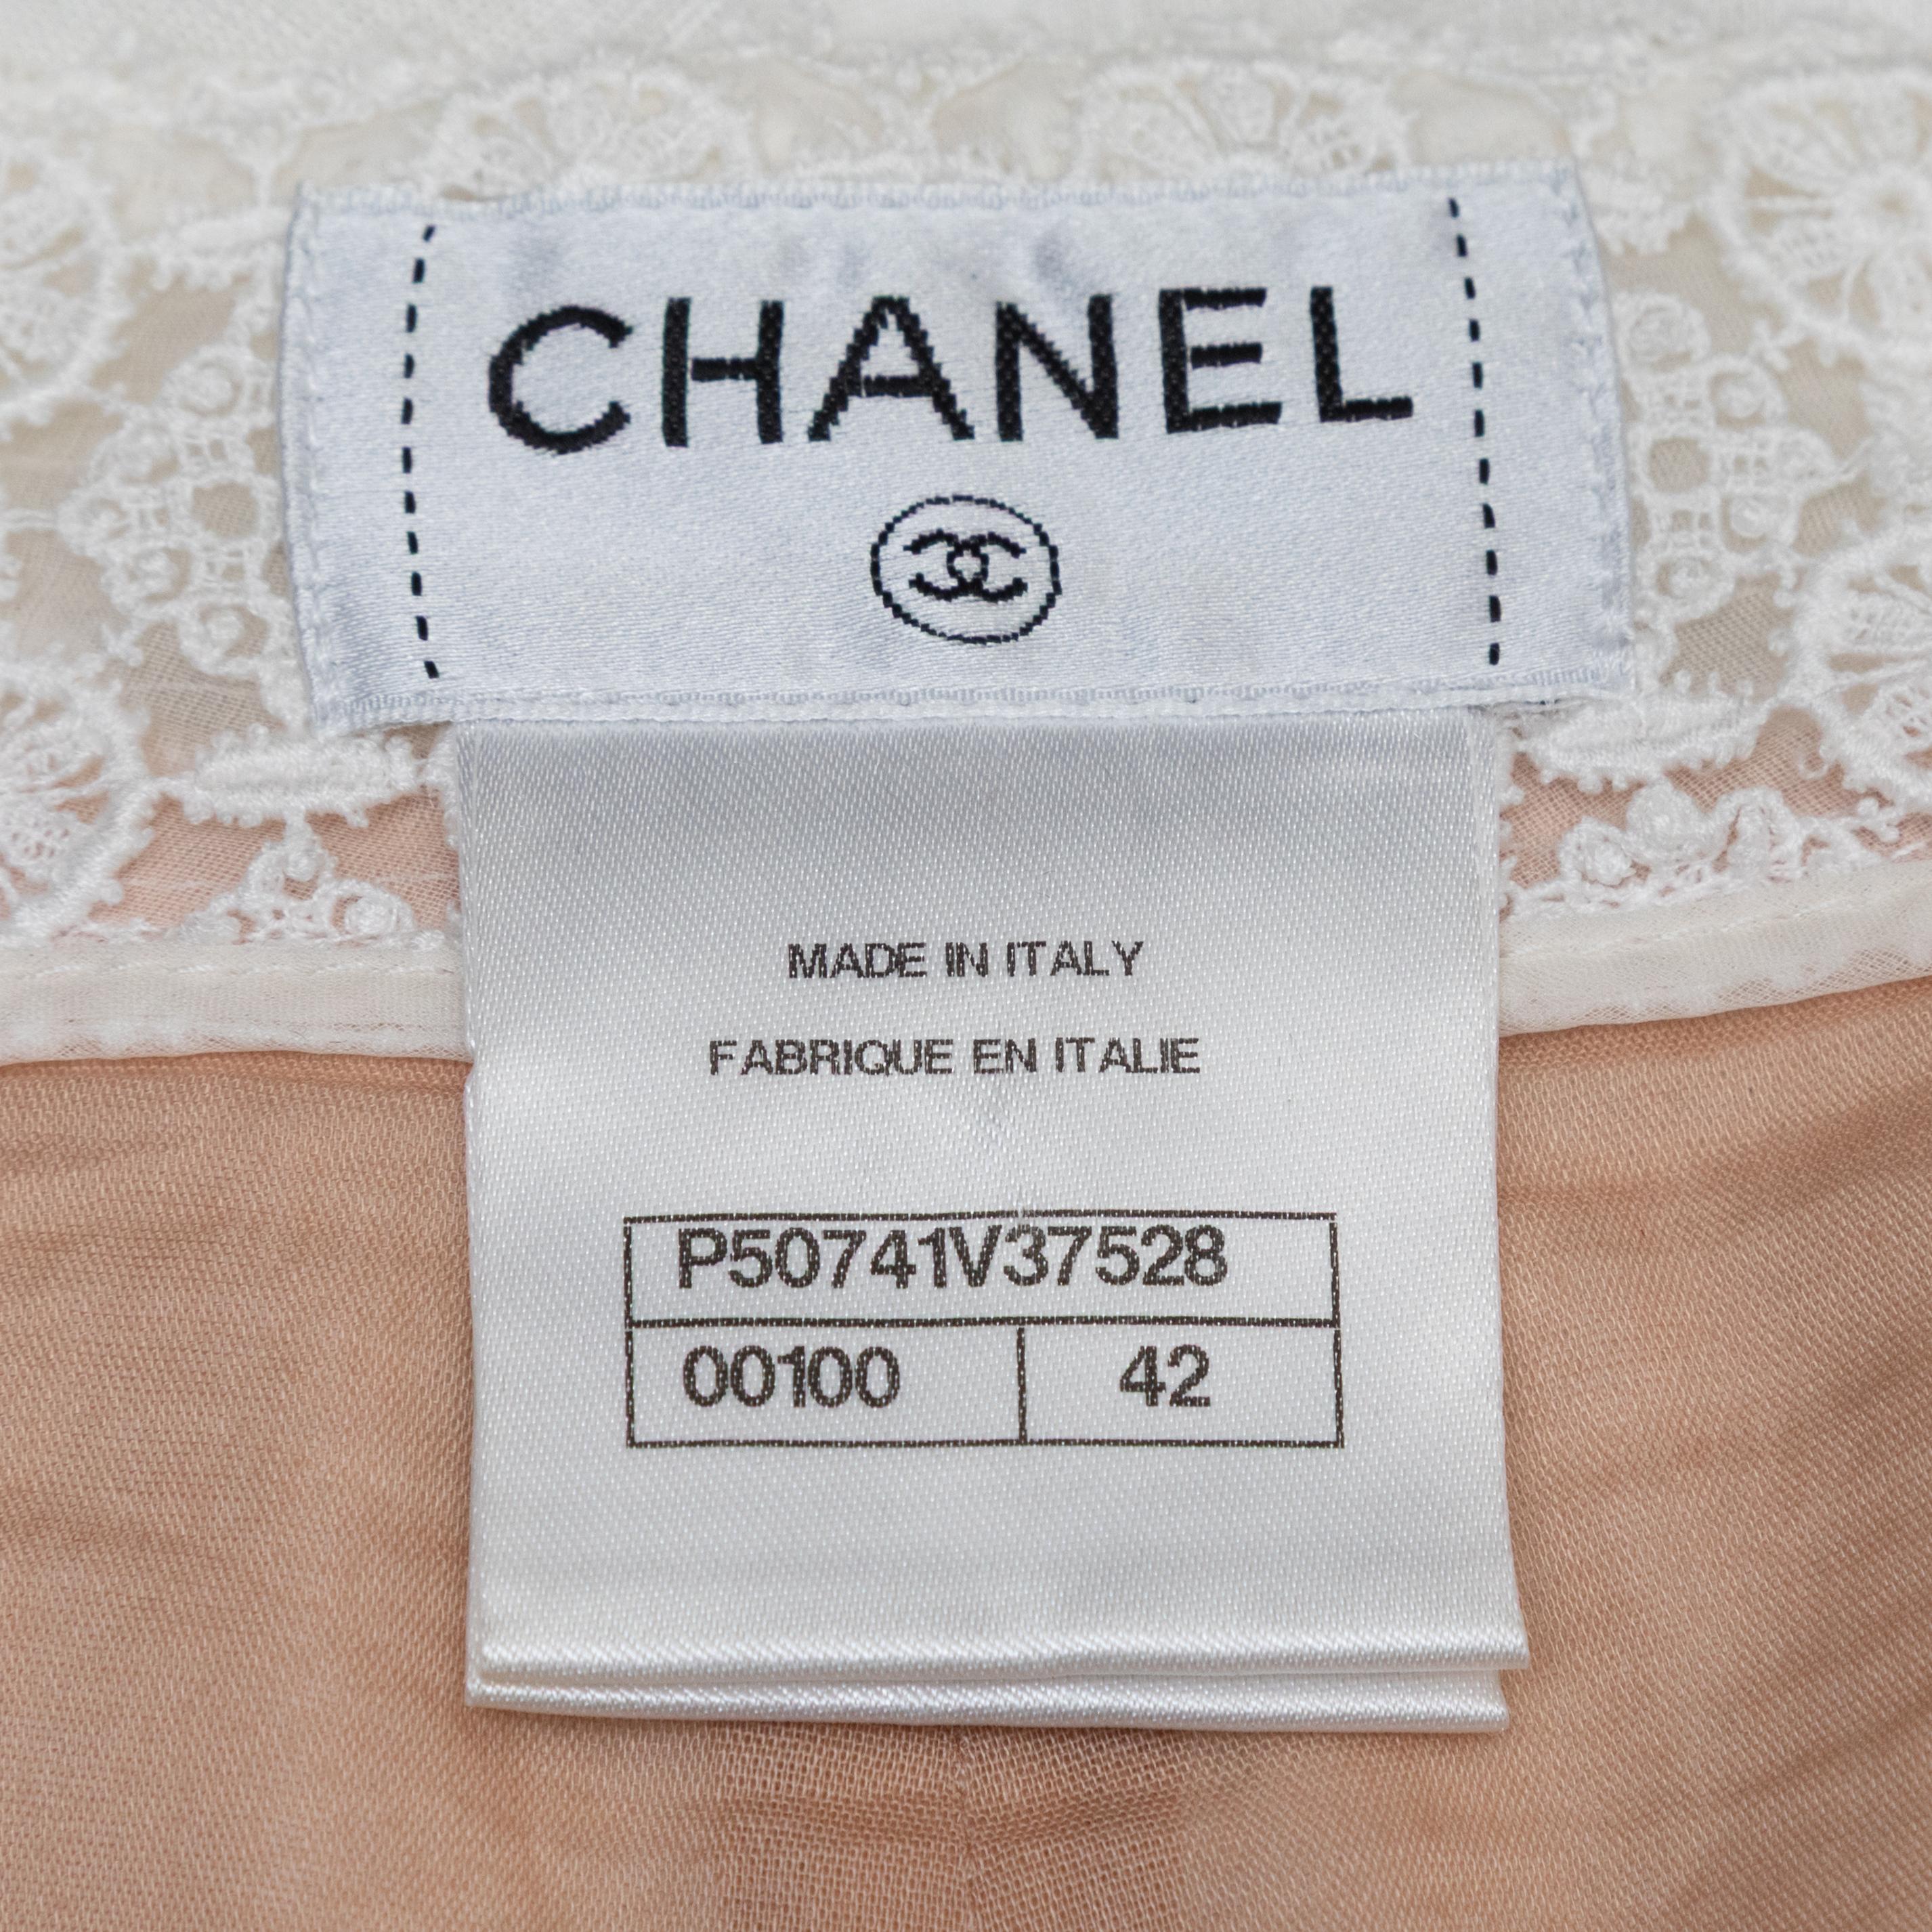 CHANEL
MADE IN ITALY
FABRIQUE EN ITALIE
P50741V37528
00100 42